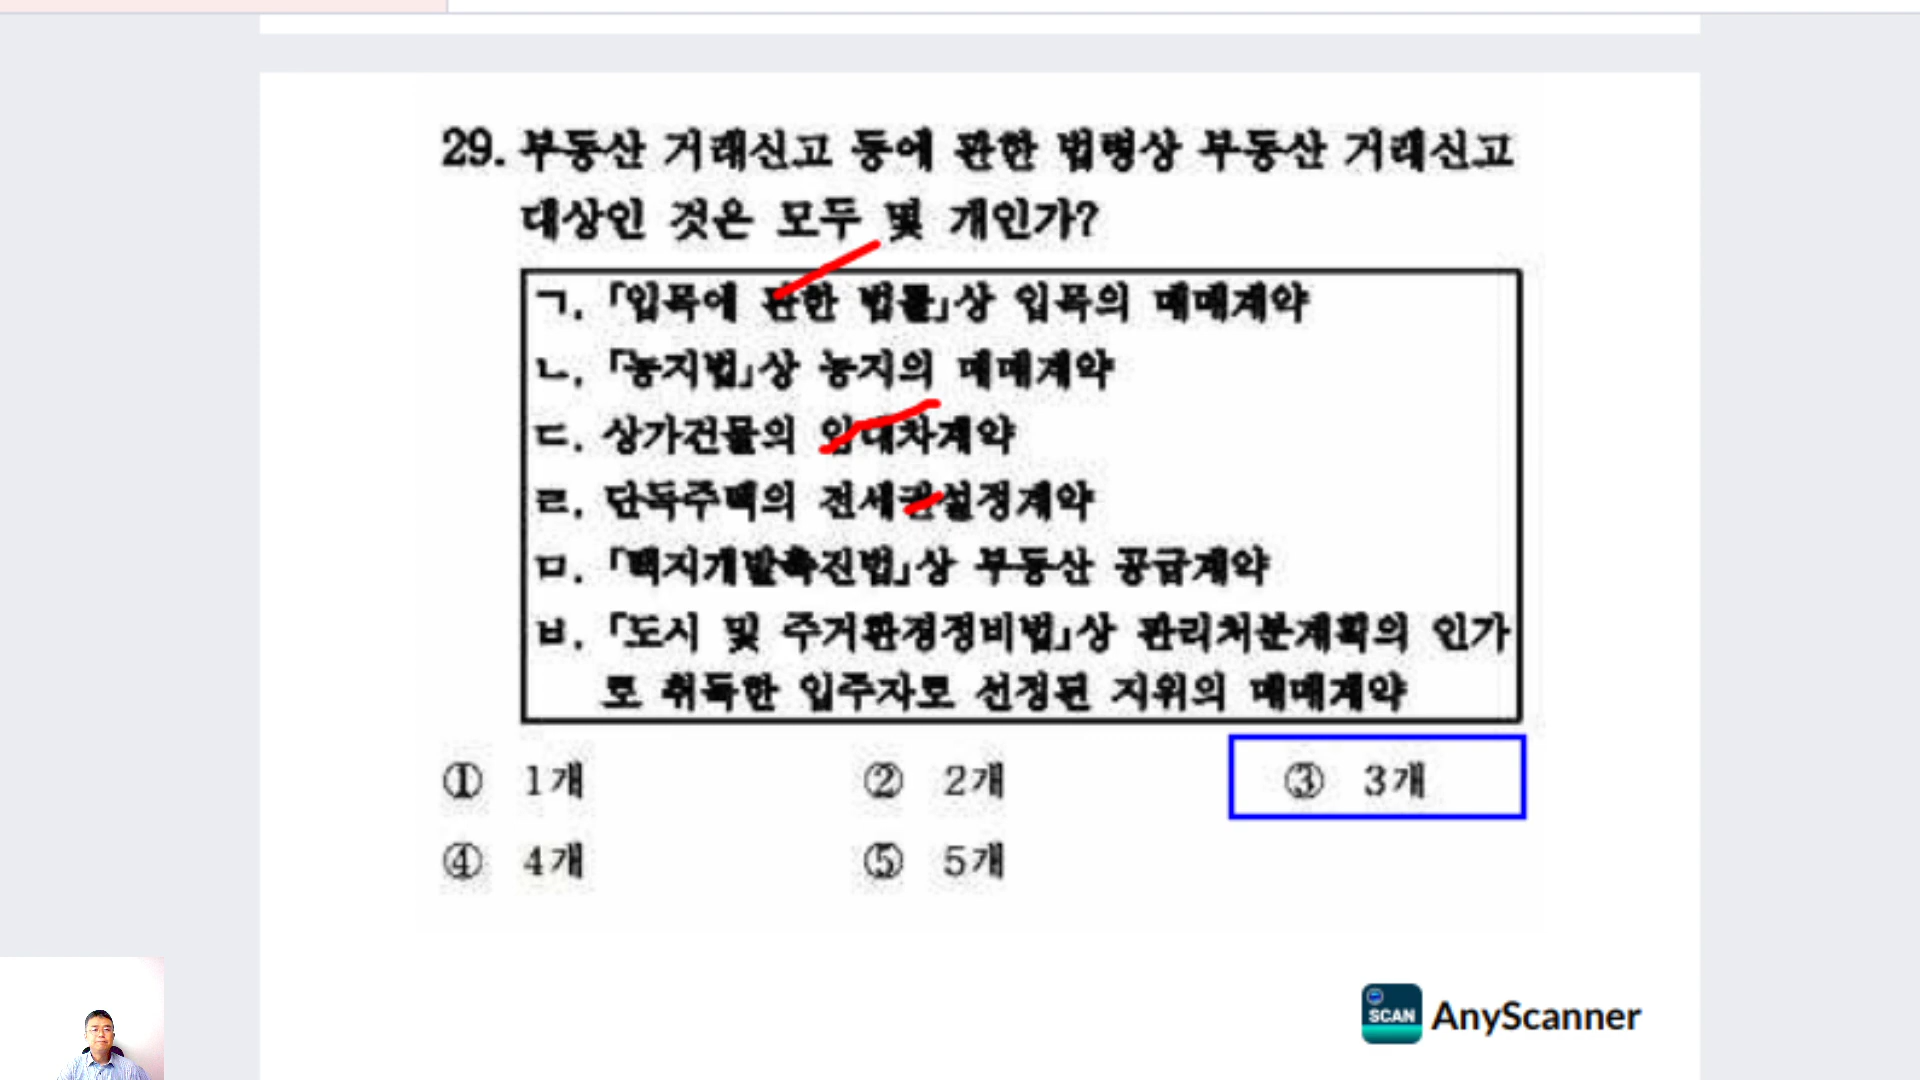 29. 부동산 거래신고 등에 관한 법령상 부동산 거래신고
대상인 것은 모두 몇 개인가?
ㄱ. 「입목에 관한 법률」상 입목의 매매계약
ㄴ. 「농지법」상 농지의 매매계약
ㄷ. 상가건물의 임대차계약
ㄹ. 단독주택의 전세권설정계약
ㅁ. 「택지개발촉진법」상 부동산 공급계약
ㅂ. 「도시 및 주거환경정비법」상 관리처분계획의 인가
로 취득한 입주자로 선정된 지위의 매매계약
① 1개 ② 2개 ③ 3개
④ 4개 ⑤ 5개
SCAN AnyScanner